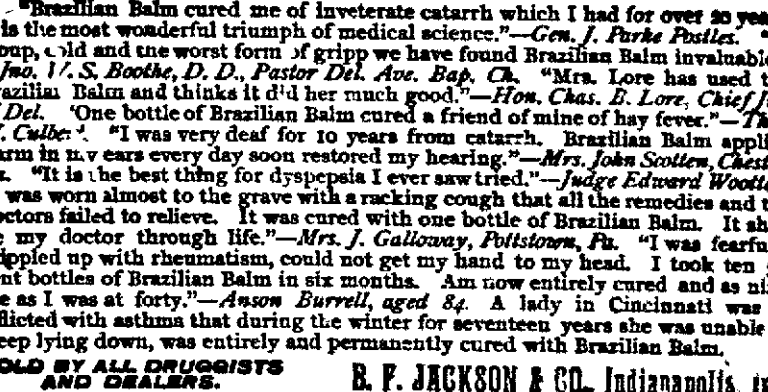 "Brazilian Balm cured me of inveterate catarrh which I had for over 20 yea
is the most wonderful triumph of medical science."—Gen. J. Parke Postles. "
oup, cold and the worst form of gripp we have found Brazilian Balm invaluabl
Jno. W. S. Boothe, D. D., Pastor Del. Ave. Bap. Ch. "Mrs. Lore has used t
azilian Balm and thinks it did her much good."—Hon. Chas. B. Lore, Chief J
Del. "One bottle of Brazilian Balm cured a friend of mine of hay fever."—Th
. Culbe "I was very deaf for 10 years from catarrh. Brazilian Balm appli
arm in my ears every day soon restored my hearing."—Mrs. John Scotten, Chest
"It is the best thing for dyspepsia I ever saw tried."—Judge Edward Woott
was worn almost to the grave with a racking cough that all the remedies and t
octors failed to relieve. It was cured with one bottle of Brazilian Balm. It sh
e my doctor through life."—Mrs. J. Galloway, Pottstown, Pa. "I was fearfu
ippled up with rheumatism, could not get my hand to my head. I took ten
nt bottles of Brazilian Balm in six months. Am now entirely cured and as ni
e as I was at forty."—Anson Burrell, aged 84. A lady in Cincinnati was
flicted with asthma that during the winter for seventeen years she was unable
eep lying down, was entirely and permanently cured with Brazilian Balm.
OLD BY ALL DRUGGISTS
AND DEALERS.
B. F. JACKSON & CO., Indianapolis, I